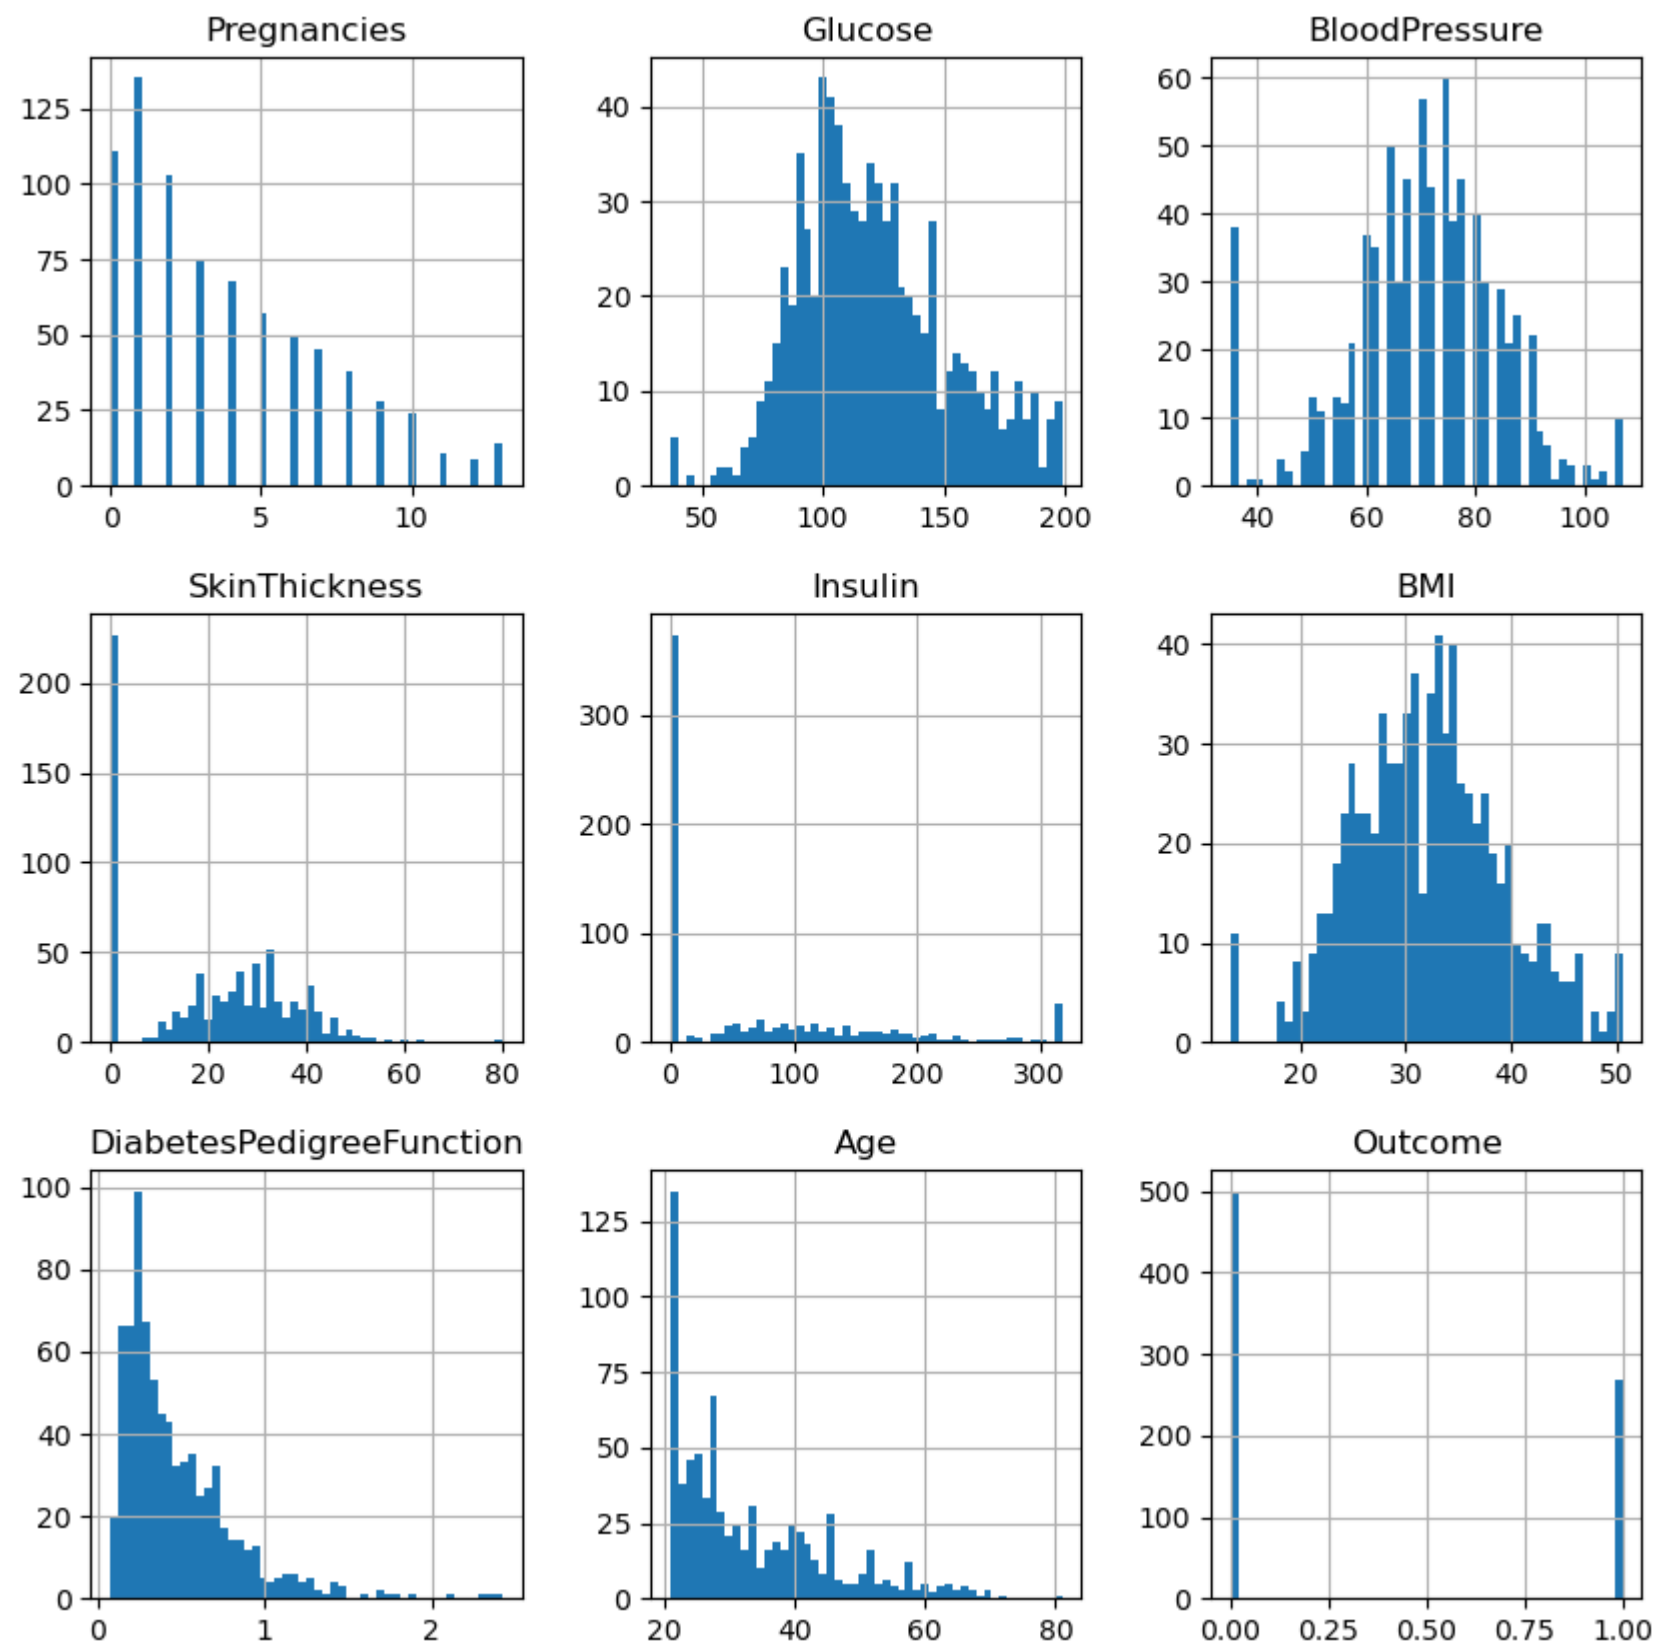 Pregnancies Glucose BloodPressure
125 100 75 50 25 0
0 5 10
40 30 20 10 0
50 100 150 200
60 50 40 30 20 10 0
40 60 80 100
SkinThickness Insulin BMI
200 150 100 50 0
0 20 40 60 80
300 200 100 0
0 100 200 300
40 30 20 10 0
20 30 40 50
DiabetesPedigreeFunction Age Outcome
100 80 60 40 20 0
0 1 2
125 100 75 50 25 0
20 40 60 80
500 400 300 200 100 0
0.00 0.25 0.50 0.75 1.00